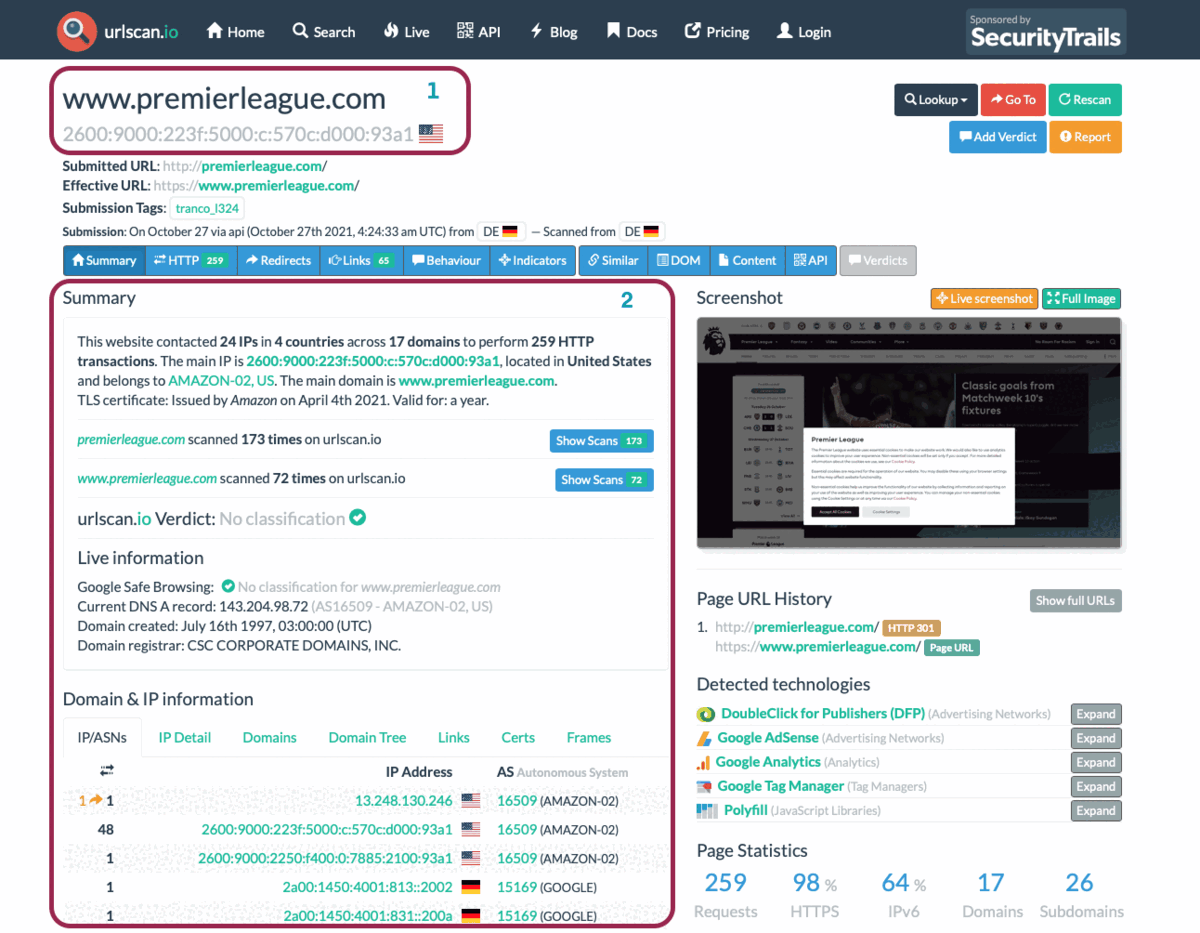 urlscan.io Home Search Live API Blog Docs Pricing Login
Sponsored by
SecurityTrails
www.premierleague.com 1
2600:9000:223f:5000:c:570c:d000:93a1
Lookup Go To Rescan
Add Verdict Report
Submitted URL: http://premierleague.com/
Effective URL: https://www.premierleague.com/
Submission Tags: tranco_l324
Submission: On October 27 via api (October 27th 2021, 4:24:33 am UTC) from DE — Scanned from DE
Summary HTTP 259 Redirects Links 65 Behaviour Indicators Similar DOM Content API Verdicts
Summary 2
This website contacted 24 IPs in 4 countries across 17 domains to perform 259 HTTP
transactions. The main IP is 2600:9000:223f:5000:c:570c:d000:93a1, located in United States
and belongs to AMAZON-02, US. The main domain is www.premierleague.com.
TLS certificate: Issued by Amazon on April 4th 2021. Valid for: a year.
premierleague.com scanned 173 times on urlscan.io Show Scans 173
www.premierleague.com scanned 72 times on urlscan.io Show Scans 72
urlscan.io Verdict: No classification
Live information
Google Safe Browsing: No classification for www.premierleague.com
Current DNS A record: 143.204.98.72 (AS16509 - AMAZON-02, US)
Domain created: July 16th 1997, 03:00:00 (UTC)
Domain registrar: CSC CORPORATE DOMAINS, INC.
Domain & IP information
IP/ASNs IP Detail Domains Domain Tree Links Certs Frames
IP Address AS Autonomous System
1 1 13.248.130.246 16509 (AMAZON-02)
48 2600:9000:223f:5000:c:570c:d000:93a1 16509 (AMAZON-02)
1 2600:9000:2250:f400:0:7885:2100:93a1 16509 (AMAZON-02)
1 2a00:1450:4001:813::2002 15169 (GOOGLE)
1 2a00:1450:4001:831::200a 15169 (GOOGLE)
Screenshot Live screenshot Full Image
Classic goals from
Matchweek 10's
fixtures
Premier League
Accept All Cookies Cookie Settings
Page URL History Show full URLs
1. http://premierleague.com/ HTTP 301
https://www.premierleague.com/ Page URL
Detected technologies
DoubleClick for Publishers (DFP) (Advertising Networks) Expand
Google AdSense (Advertising Networks) Expand
Google Analytics (Analytics) Expand
Google Tag Manager (Tag Managers) Expand
Polyfill (JavaScript Libraries) Expand
Page Statistics
259 98 % 64 % 17 26
Requests HTTPS IPv6 Domains Subdomains